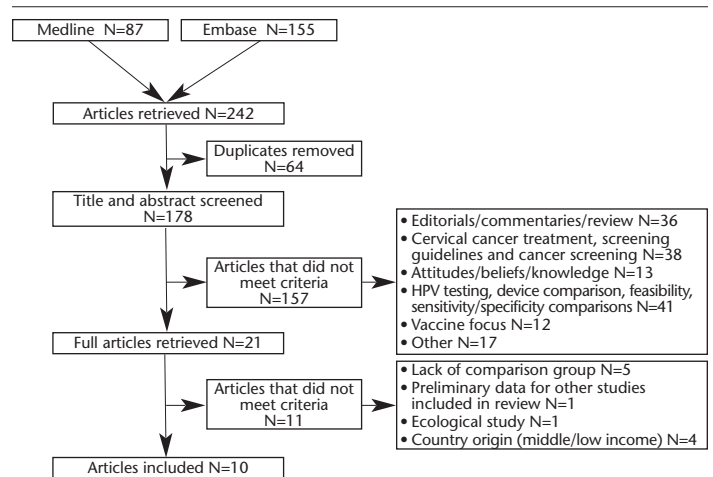 Medline N=87
Embase N=155
Articles retrieved N=242
Duplicates removed
N=64
Title and abstract screened
N=178
Articles that did not
meet criteria
N=157
• Editorials/commentaries/review N=36
• Cervical cancer treatment, screening
guidelines and cancer screening N=38
• Attitudes/beliefs/knowledge N=13
• HPV testing, device comparison, feasibility,
sensitivity/specificity comparisons N=41
• Vaccine focus N=12
• Other N=17
Full articles retrieved N=21
Articles that did not
meet criteria
N=11
• Lack of comparison group N=5
• Preliminary data for other studies
included in review N=1
• Ecological study N=1
• Country origin (middle/low income) N=4
Articles included N=10